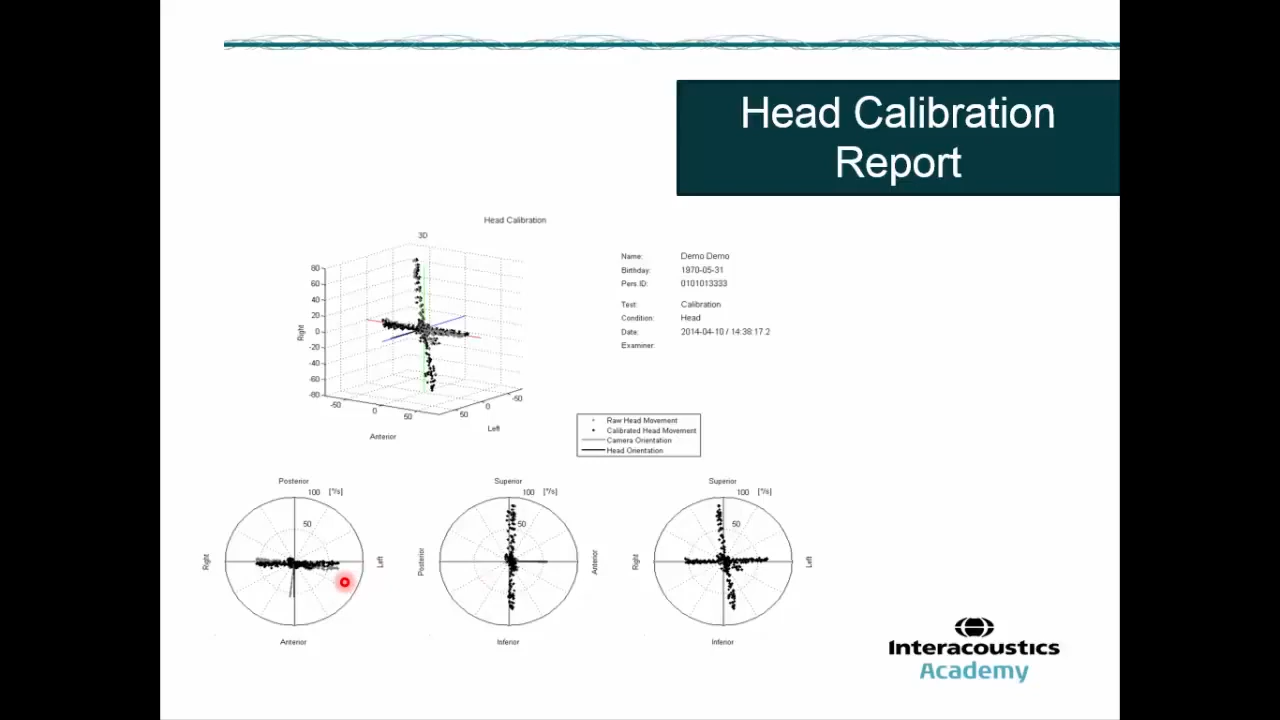 Head Calibration
Report
Head Calibration
3D
80
60
40
20
0
-20
-40
-60
-80
Right
-50
0
50
Anterior
50
0
-50
Left
Name: Demo Demo
Birthday: 1970-05-31
Pers.ID: 0101013333
Test: Calibration
Condition: Head
Date: 2014-04-10 / 14:38:17.2
Examiner:
Raw Head Movement
Calibrated Head Movement
Camera Orientation
Head Orientation
Posterior
100 [°/s]
50
Right
Left
Anterior
Superior
100 [°/s]
50
Posterior
Anterior
Inferior
Superior
100 [°/s]
50
Right
Left
Inferior
Interacoustics
Academy